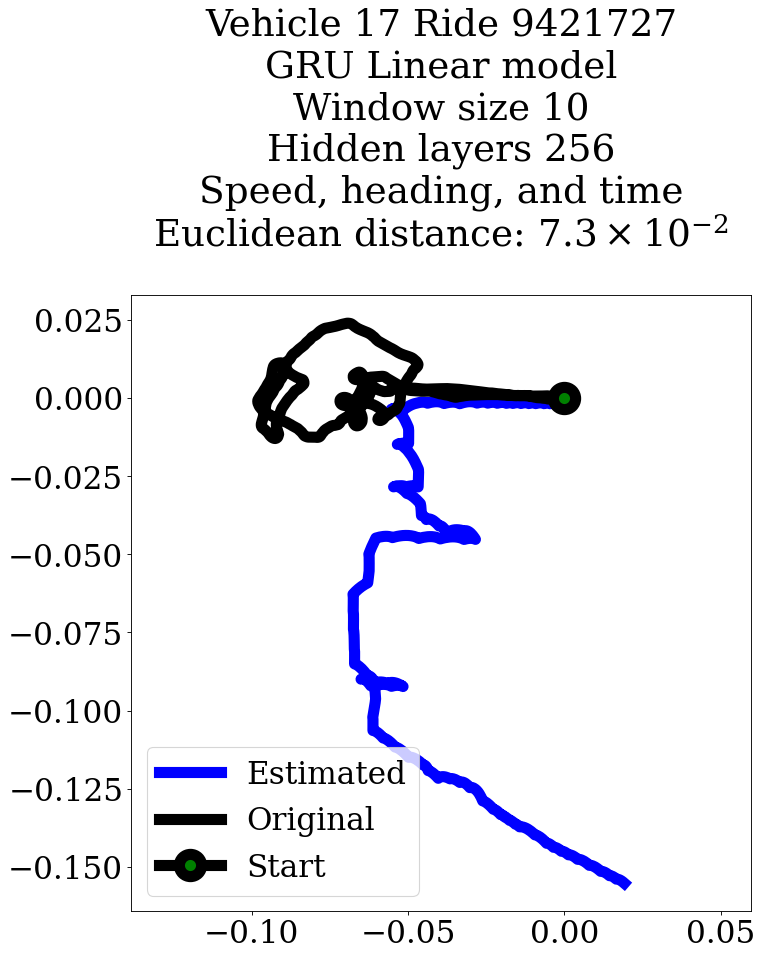 Vehicle 17 Ride 9421727
GRU Linear model
Window size 10
Hidden layers 256
Speed, heading, and time
Euclidean distance: 7.3 × 10⁻²
0.025
0.000
−0.025
−0.050
−0.075
−0.100
−0.125
−0.150
Estimated
Original
Start
−0.10
−0.05
0.00
0.05